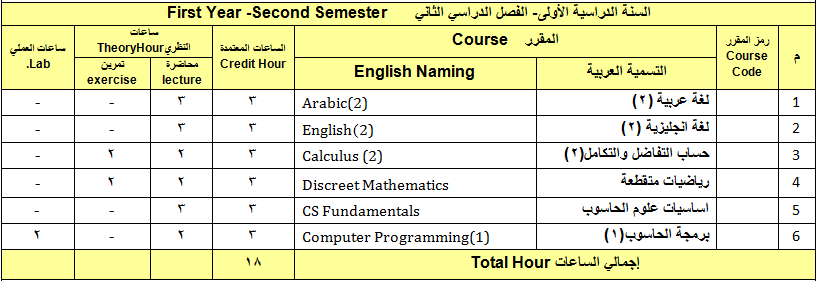 First Year -Second Semester السنة الدراسية الأولى- الفصل الدراسي الثاني
م
رمز المقرر Course Code
المقرر Course
الساعات المعتمدة Credit Hour
ساعات النظري TheoryHour
ساعات العملي Lab.
التسمية العربية
English Naming
محاضرة lecture
تمرين exercise
1 لغة عربية (٢) Arabic(2) ٣ ٣ - -
2 لغة انجليزية (٢) English(2) ٣ ٣ - -
3 حساب التفاضل والتكامل(٢) Calculus (2) ٣ ٢ ٢ -
4 رياضيات متقطعة Discreet Mathematics ٣ ٢ ٢ -
5 اساسيات علوم الحاسوب CS Fundamentals ٣ ٣ - -
6 برمجة الحاسوب(١) Computer Programming(1) ٣ ٢ - ٢
إجمالي الساعات Total Hour ١٨